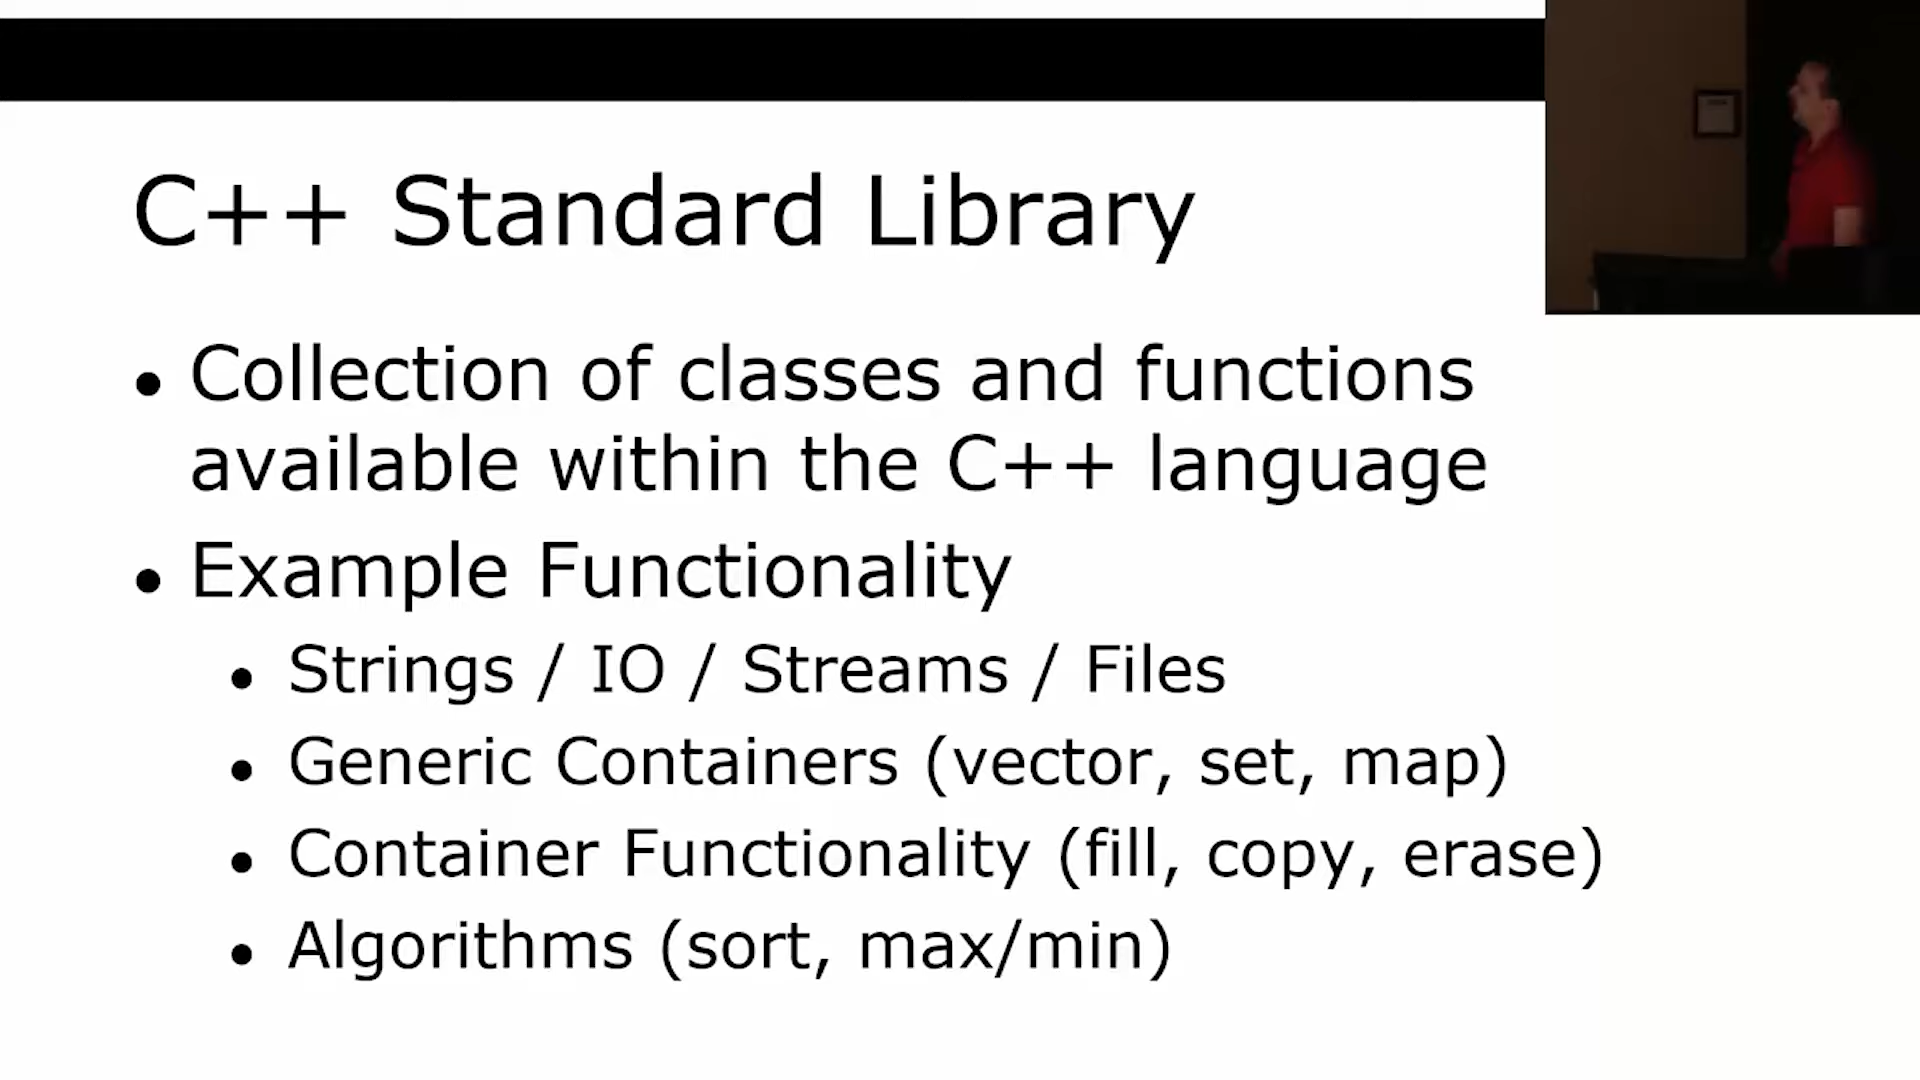 C++ Standard Library
• Collection of classes and functions
available within the C++ language
• Example Functionality
• Strings / IO / Streams / Files
• Generic Containers (vector, set, map)
• Container Functionality (fill, copy, erase)
• Algorithms (sort, max/min)